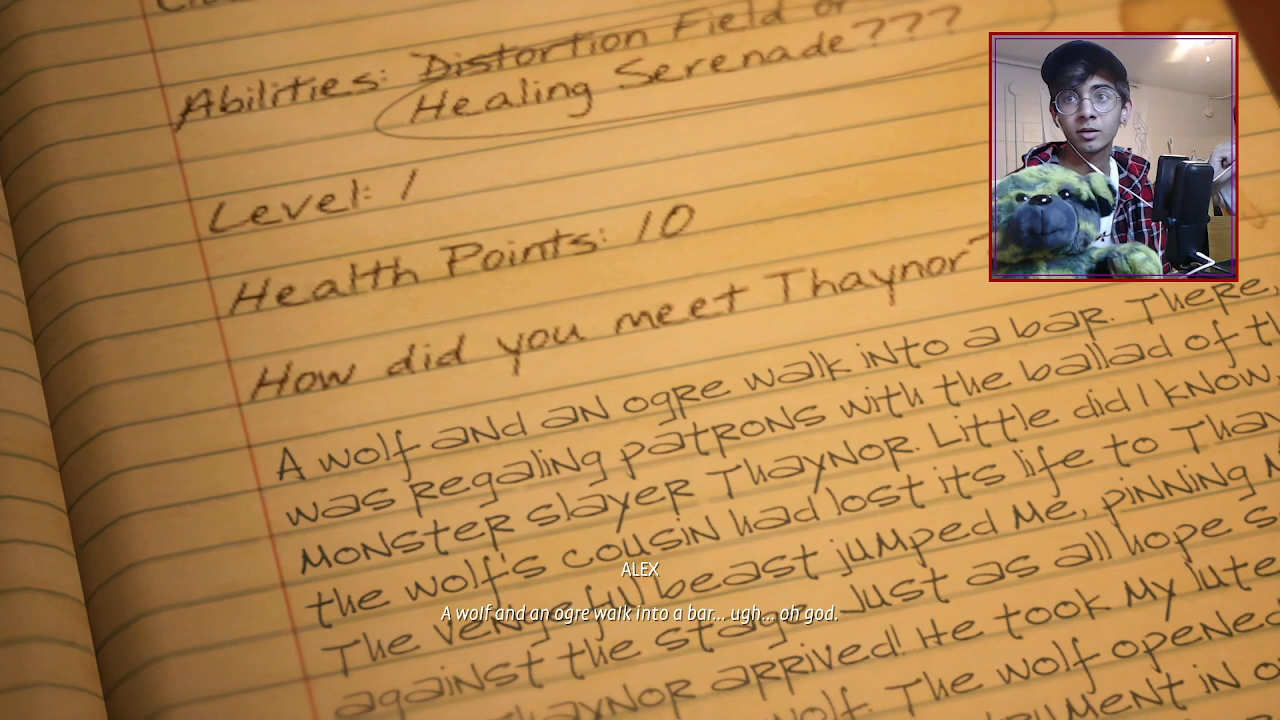 Abilities: Distortion Field or
Healing Serenade???
Level: 1
Health Points: 10
How did you meet Thaynor
A wolf and an ogre walk into a bar. There,
was regaling patrons with the ballad of
monster slayer Thaynor. Little did I know,
the wolf's cousin had lost its life to
The vengeful beast jumped me, pinning
against the stage. Just as all hope
Thaynor arrived! He took my lute
wolf. The wolf opened
in
ALEX
A wolf and an ogre walk into a bar... ugh... oh god.